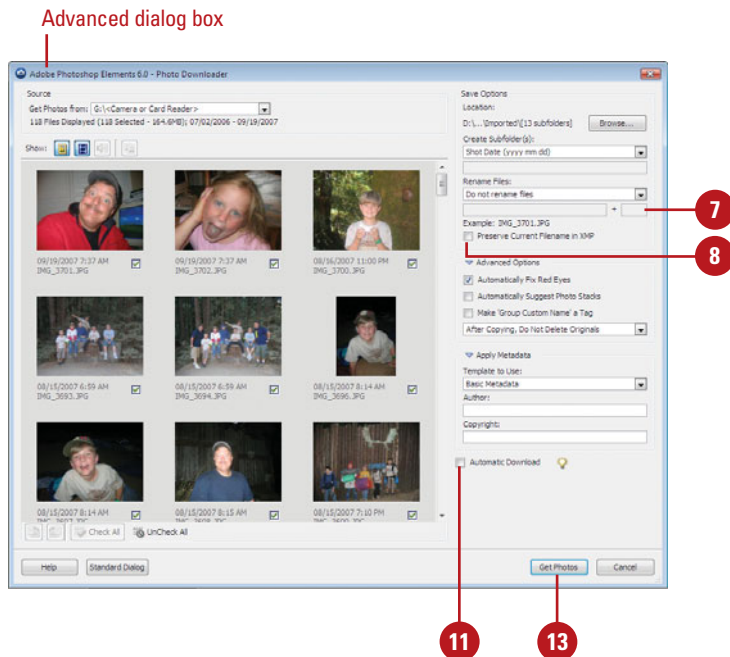 Advanced dialog box
Adobe Photoshop Elements 6.0 - Photo Downloader
Source
Get Photos from: G:\<Camera or Card Reader>
118 Files Displayed (118 Selected - 164.6MB); 07/02/2006 - 09/19/2007
Show:
09/19/2007 7:37 AM
IMG_3701.JPG
09/19/2007 7:37 AM
IMG_3702.JPG
08/16/2007 11:00 PM
IMG_3700.JPG
08/15/2007 6:59 AM
IMG_3693.JPG
08/15/2007 6:59 AM
IMG_3694.JPG
08/15/2007 8:14 AM
IMG_3696.JPG
08/15/2007 8:14 AM
08/15/2007 8:15 AM
08/15/2007 7:10 PM
Check All
UnCheck All
Help
Standard Dialog
Save Options
Location:
D:\...\Imported\[13 subfolders]
Browse...
Create Subfolder(s):
Shot Date (yyyy mm dd)
Rename Files:
Do not rename files
+
7
Example: IMG_3701.JPG
Preserve Current Filename in XMP
8
Advanced Options
Automatically Fix Red Eyes
Automatically Suggest Photo Stacks
Make 'Group Custom Name' a Tag
After Copying, Do Not Delete Originals
Apply Metadata
Template to Use:
Basic Metadata
Author:
Copyright:
Automatic Download
Get Photos
Cancel
11
13